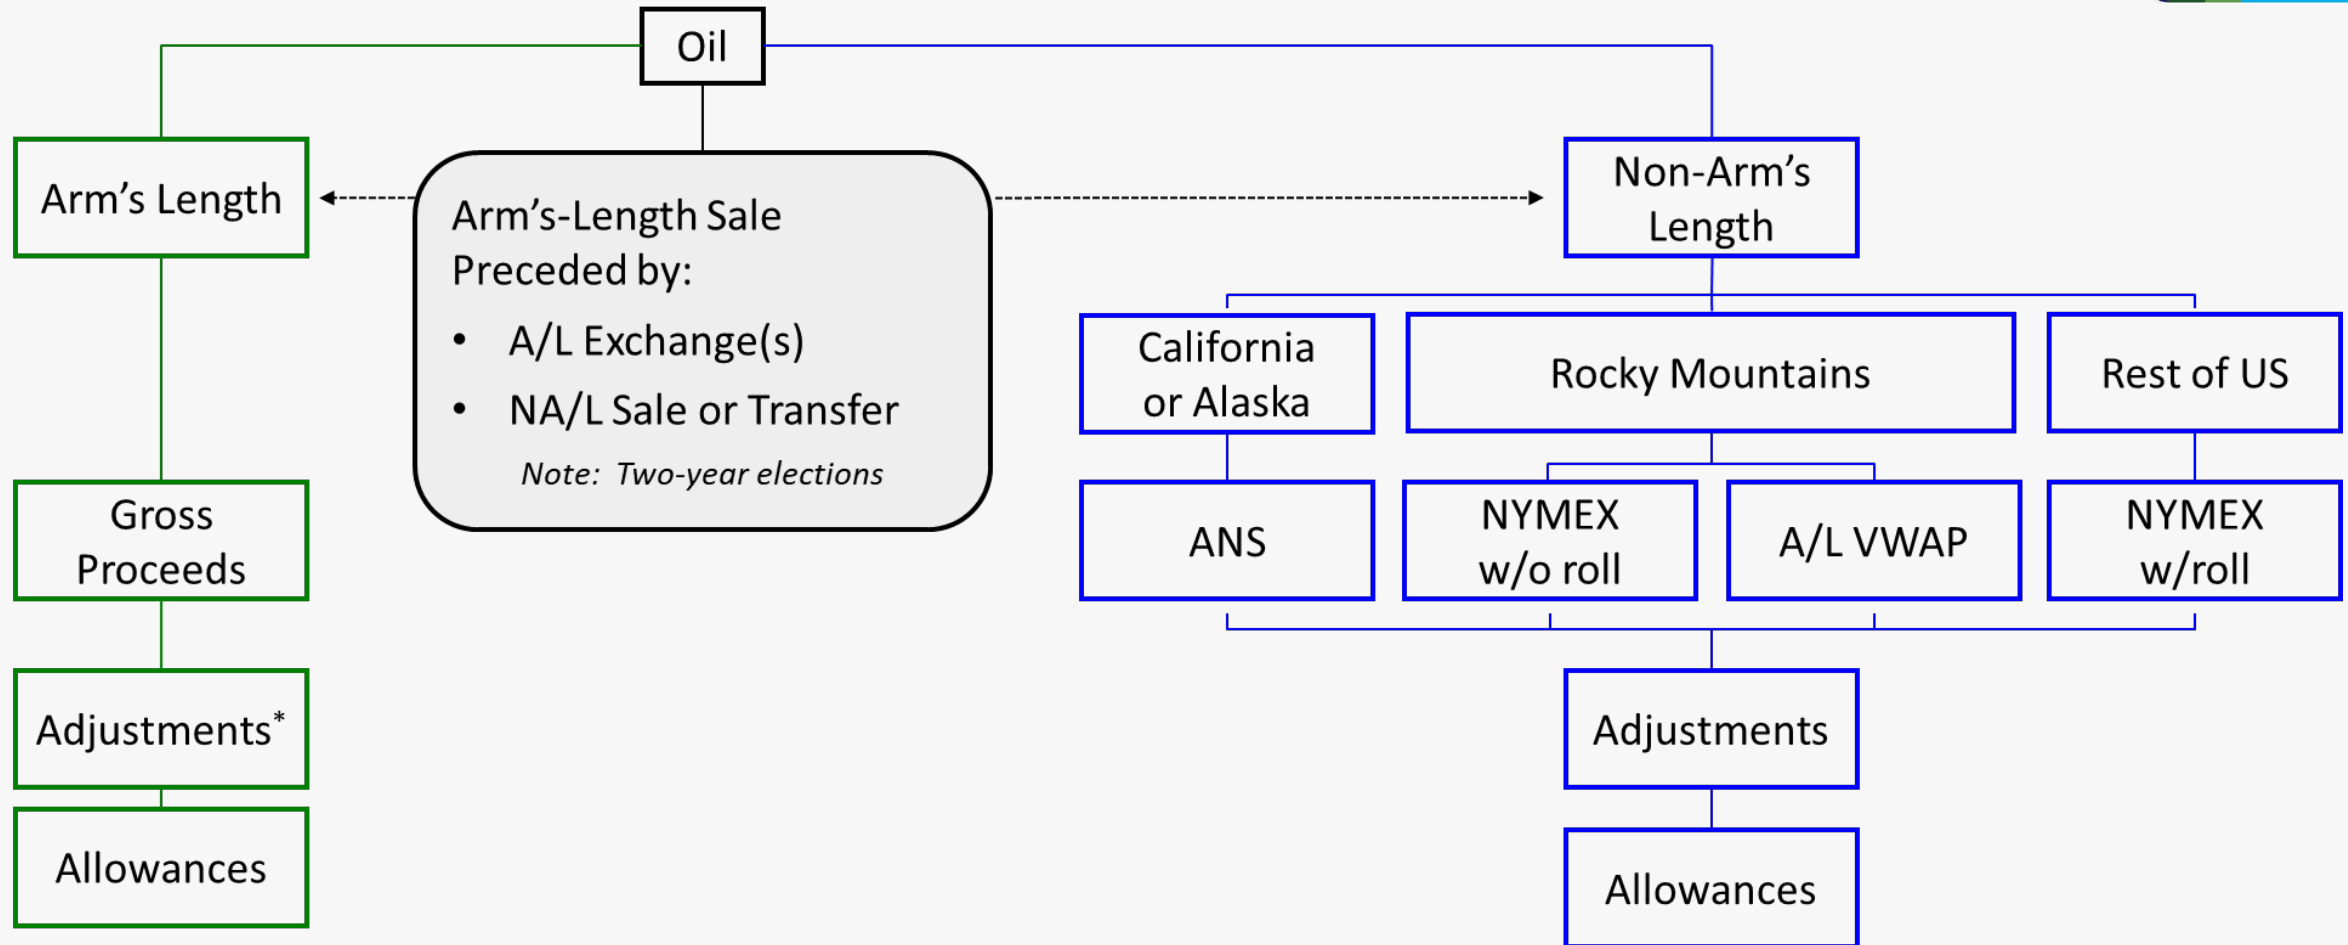 Oil
Arm’s Length
Arm’s-Length Sale
Preceded by:
• A/L Exchange(s)
• NA/L Sale or Transfer
Note: Two-year elections
Non-Arm’s
Length
California
or Alaska
Rocky Mountains
Rest of US
Gross
Proceeds
ANS
NYMEX
w/o roll
A/L VWAP
NYMEX
w/roll
Adjustments*
Adjustments
Allowances
Allowances